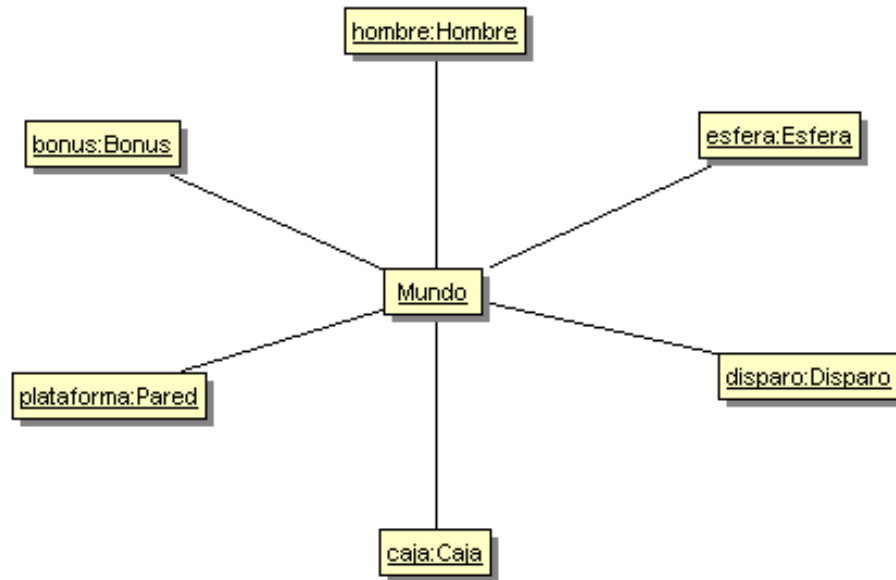 hombre:Hombre
esfera:Esfera
bonus:Bonus
Mundo
disparo:Disparo
plataforma:Pared
caja:Caja